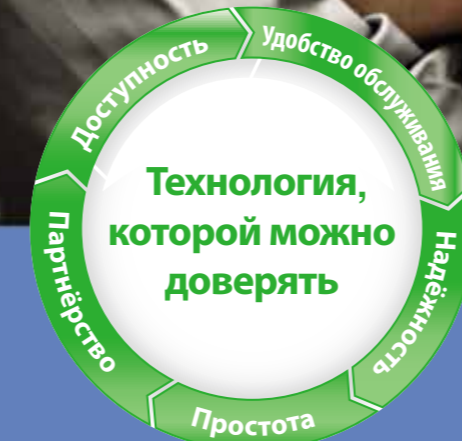 Доступность
Удобство обслуживания
Надёжность
Простота
Партнёрство
Технология,
которой можно
доверять